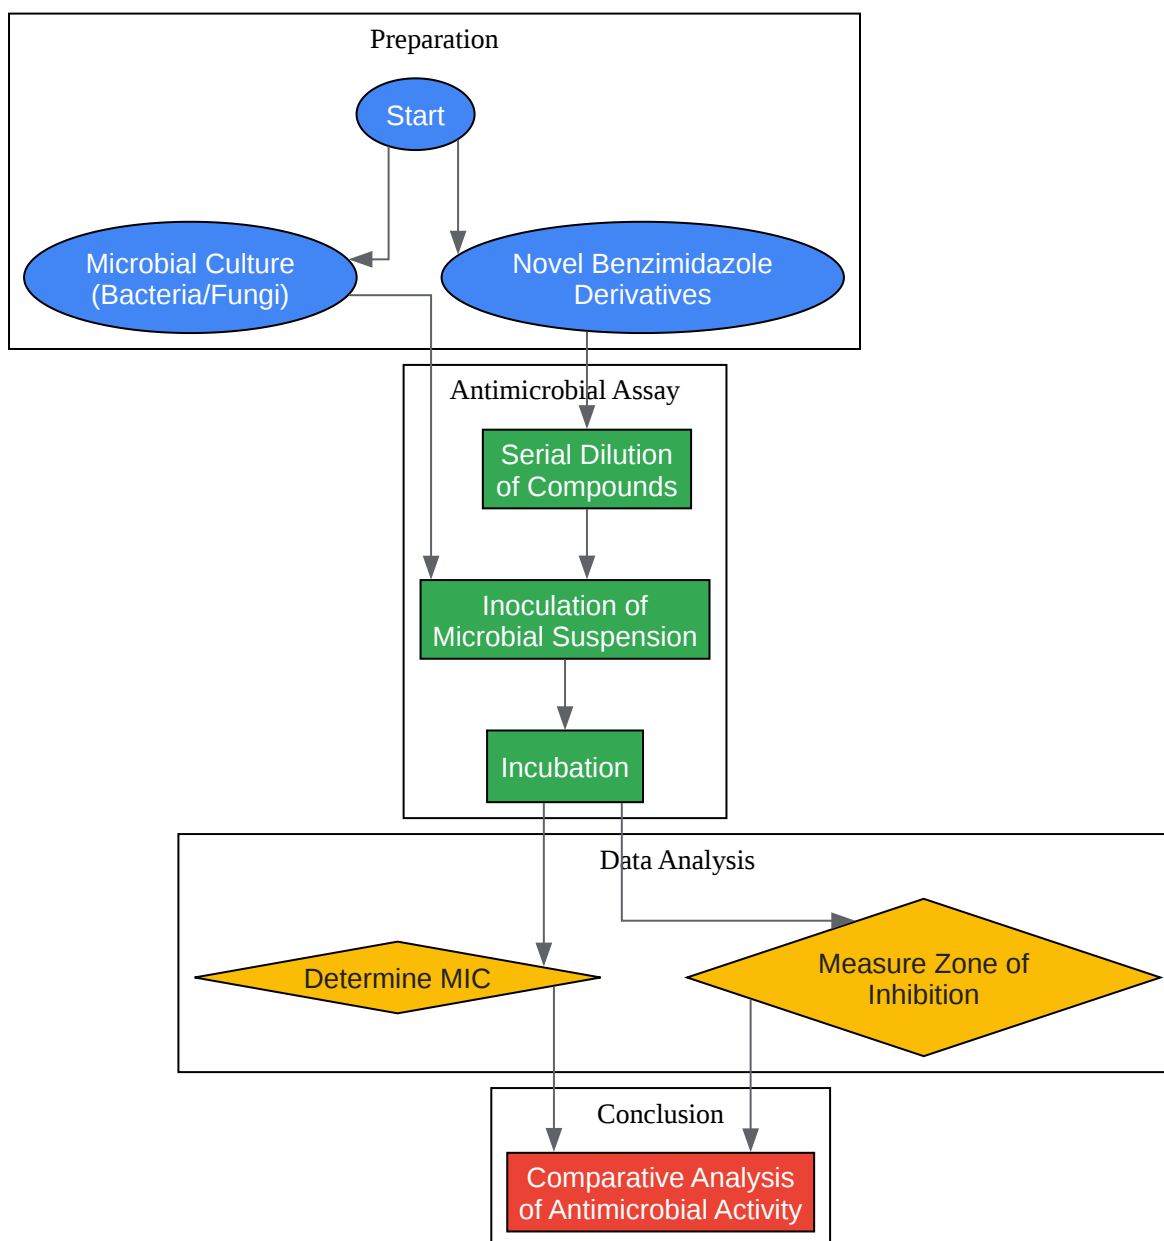 Preparation
Start
Microbial Culture
(Bacteria/Fungi)
Novel Benzimidazole
Derivatives
Antimicrobial Assay
Serial Dilution
of Compounds
Inoculation of
Microbial Suspension
Incubation
Data Analysis
Determine MIC
Measure Zone of
Inhibition
Conclusion
Comparative Analysis
of Antimicrobial Activity